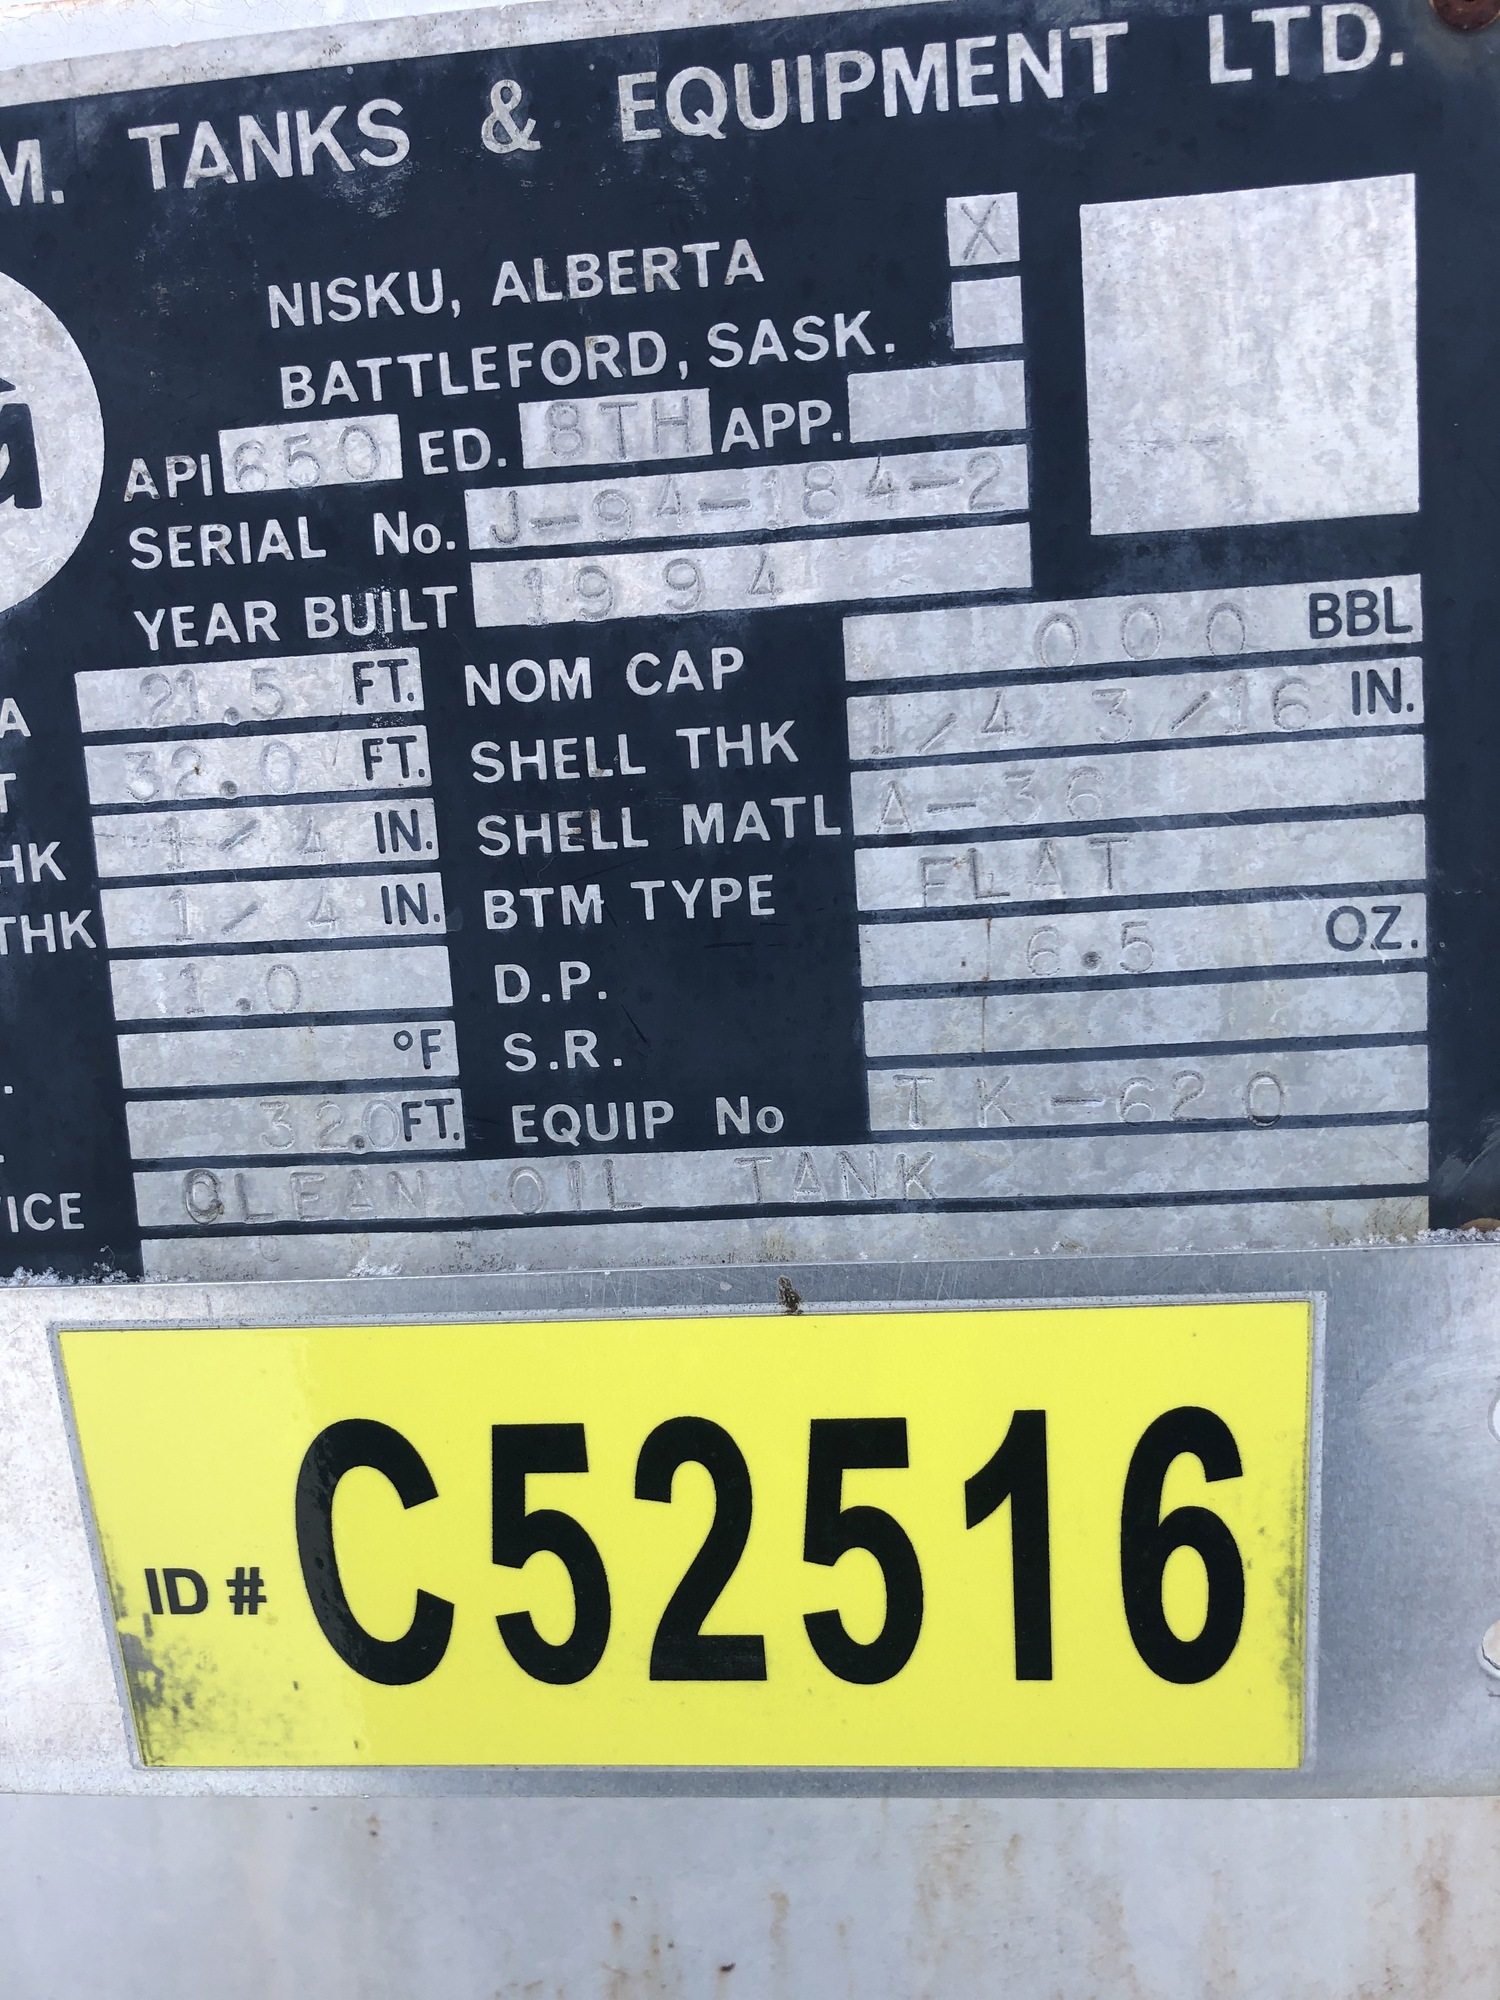 M. TANKS & EQUIPMENT LTD.
NISKU, ALBERTA X
BATTLEFORD, SASK.
API 650 ED. 8TH APP.
SERIAL No. J-94-184-2
YEAR BUILT 1994
A 21.5 FT. NOM CAP 000 BBL
T 32.0 FT. SHELL THK 1/4 3/16 IN.
HK 1/4 IN. SHELL MATL A-36
THK 1/4 IN. BTM TYPE FLAT
1.0 D.P. 6.5 OZ.
°F S.R.
32.0 FT. EQUIP No TK-620
VICE CLEAN OIL TANK
ID # C52516